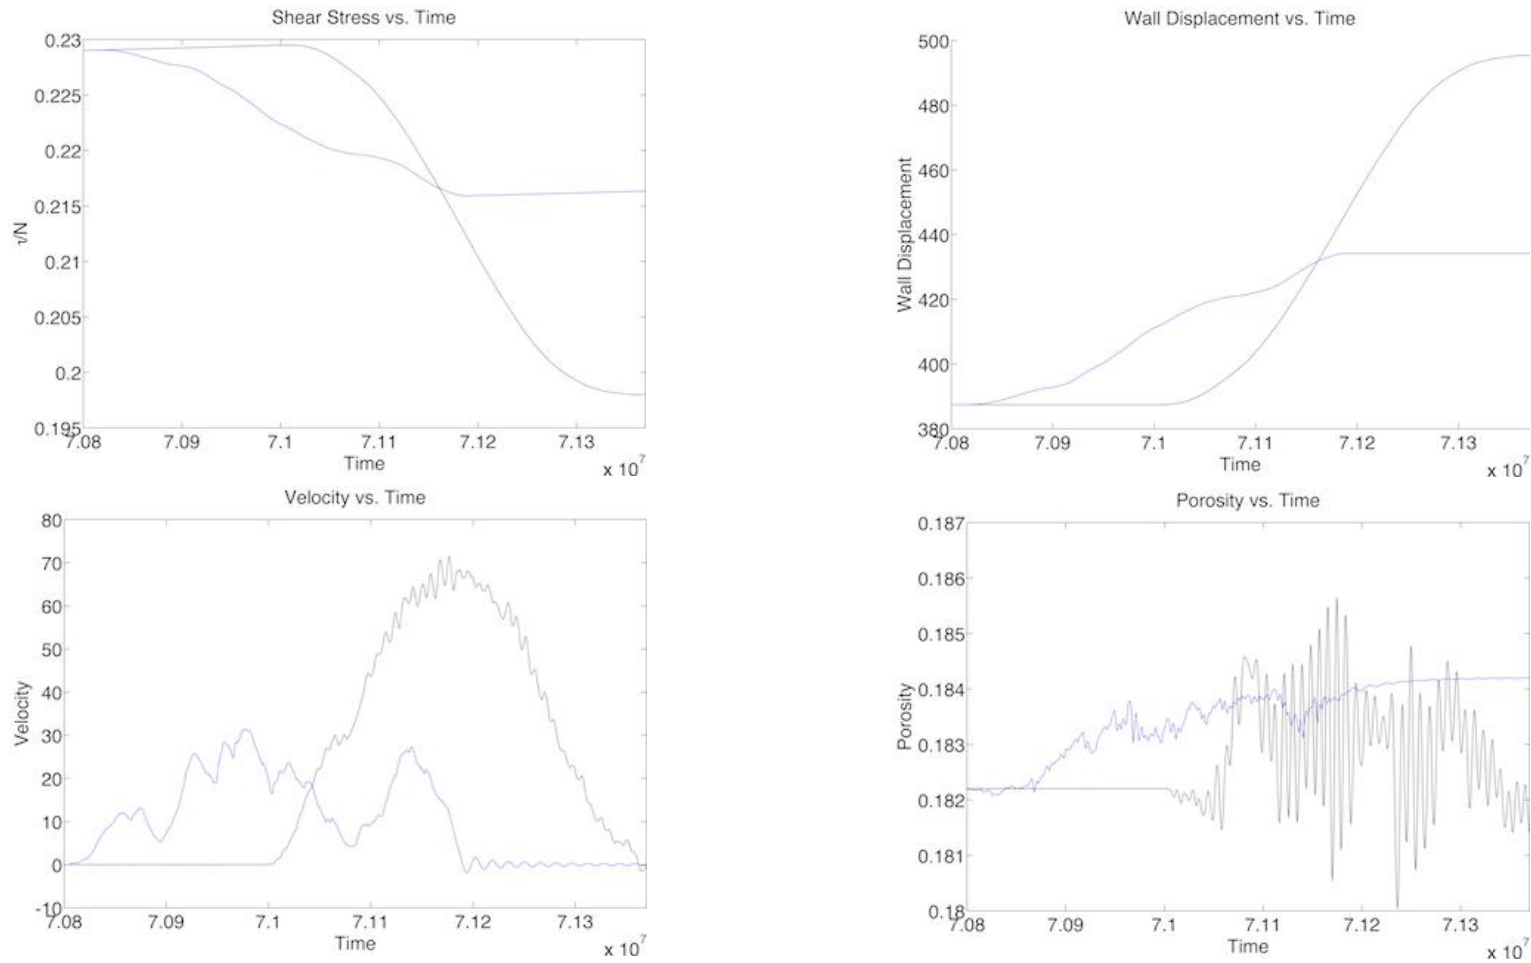 Shear Stress vs. Time
0.23
0.225
0.22
0.215
0.21
0.205
0.2
0.195
τ/N
7.08 7.09 7.1 7.11 7.12 7.13
Time
x 10^7
Wall Displacement vs. Time
500
480
460
440
420
400
380
Wall Displacement
7.08 7.09 7.1 7.11 7.12 7.13
Time
x 10^7
Velocity vs. Time
80
70
60
50
40
30
20
10
0
-10
Velocity
7.08 7.09 7.1 7.11 7.12 7.13
Time
x 10^7
Porosity vs. Time
0.187
0.186
0.185
0.184
0.183
0.182
0.181
0.18
Porosity
7.08 7.09 7.1 7.11 7.12 7.13
Time
x 10^7